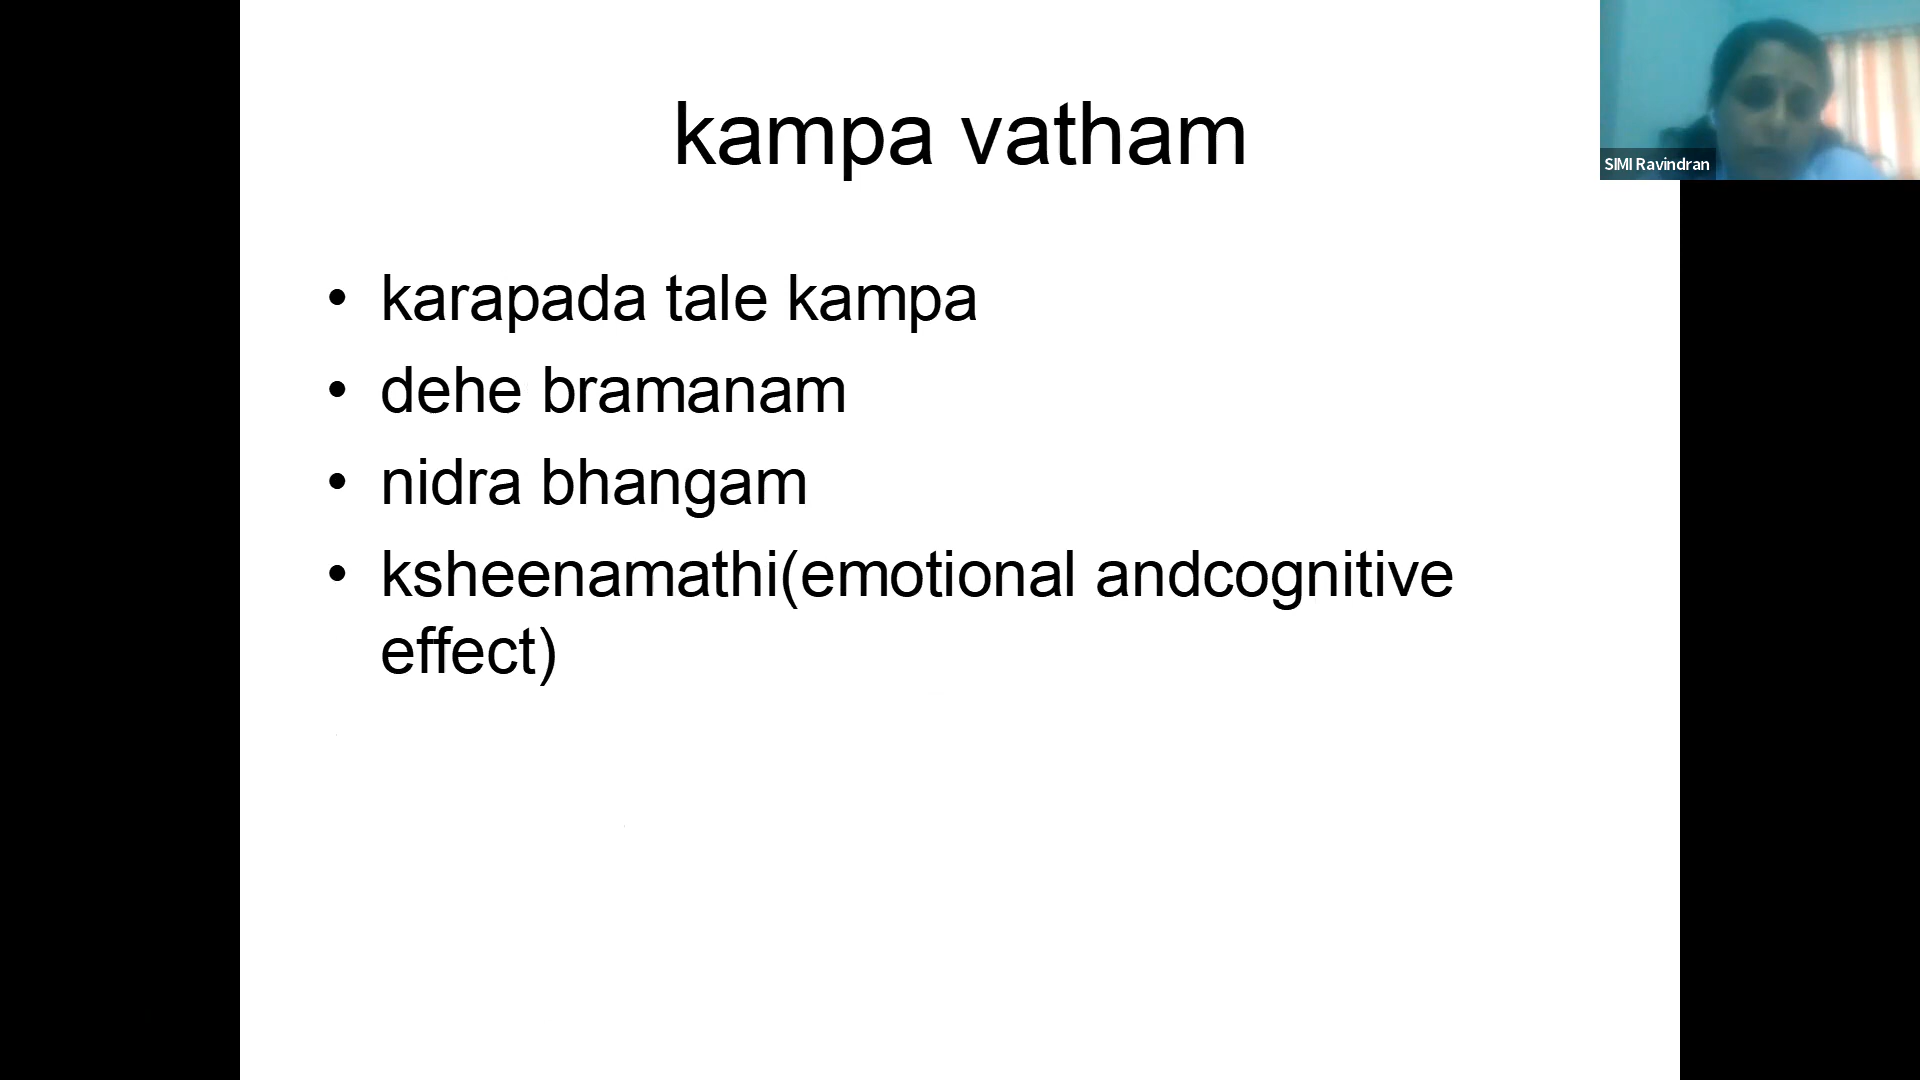 kampa vatham
SIMI Ravindran
• karapada tale kampa
• dehe bramanam
• nidra bhangam
• ksheenamathi(emotional andcognitive
effect)